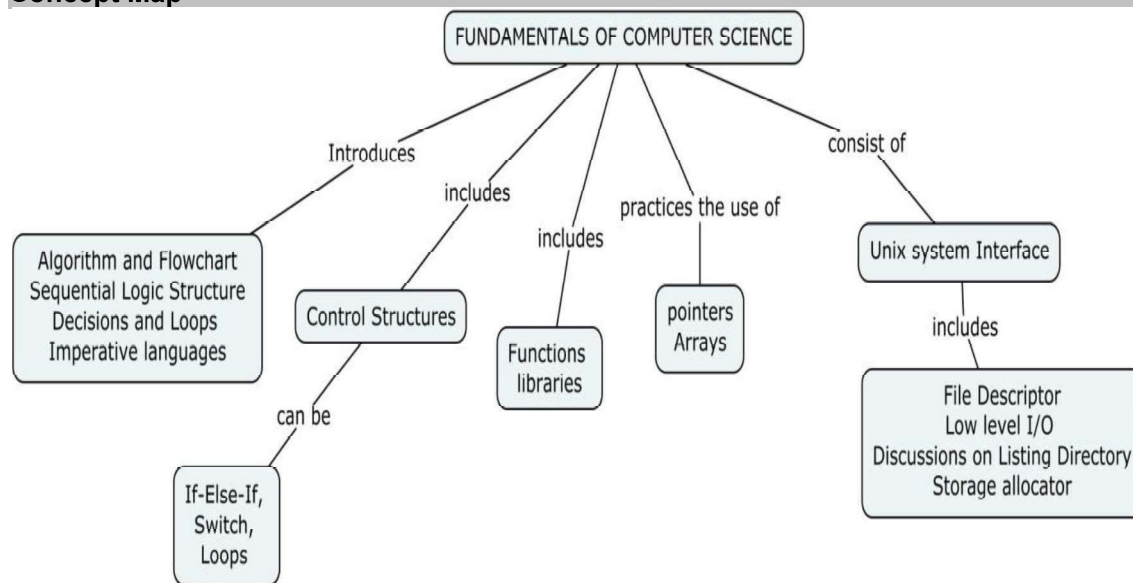 Concept Map
FUNDAMENTALS OF COMPUTER SCIENCE
Introduces
includes
includes
practices the use of
consist of
Algorithm and Flowchart
Sequential Logic Structure
Decisions and Loops
Imperative languages
Control Structures
Functions
libraries
pointers
Arrays
Unix system Interface
can be
includes
If-Else-If,
Switch,
Loops
File Descriptor
Low level I/O
Discussions on Listing Directory
Storage allocator